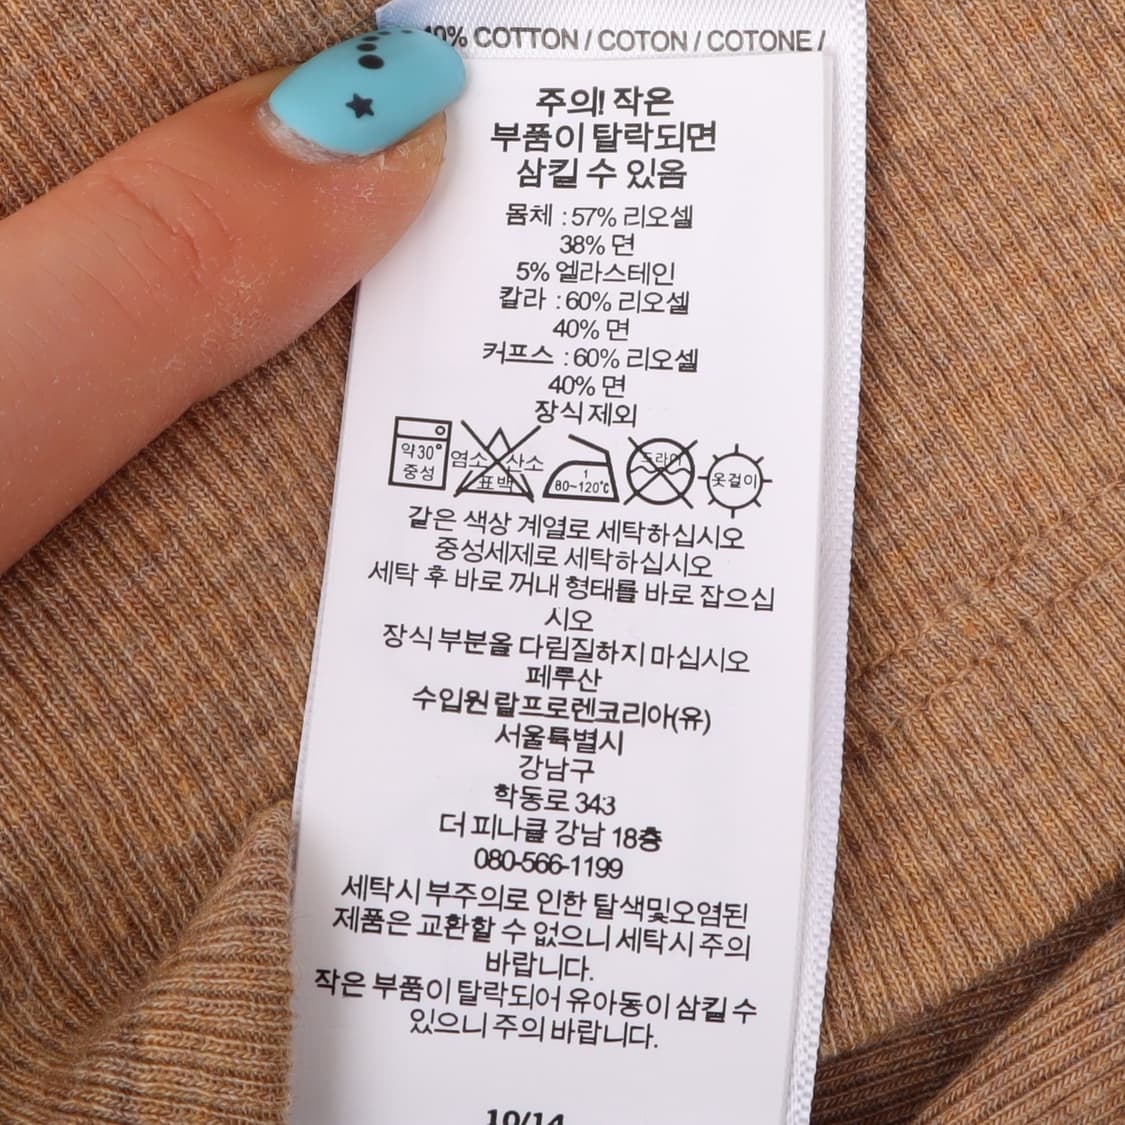 40% COTTON / COTON / COTONE /
주의! 작은
부품이 탈락되면
삼킬 수 있음
몸체 : 57% 리오셀
38% 면
5% 엘라스테인
칼라 : 60% 리오셀
40% 면
커프스 : 60% 리오셀
40% 면
장식 제외
약30° 중성
염소 산소 표백
1 80~120°C
드라이
옷걸이
같은 색상 계열로 세탁하십시오
중성세제로 세탁하십시오
세탁 후 바로 꺼내 형태를 바로 잡으십
시오
장식 부분을 다림질하지 마십시오
페루산
수입원 랄프로렌코리아(유)
서울특별시
강남구
학동로 343
더 피나클 강남 18층
080-566-1199
세탁시 부주의로 인한 탈색및오염된
제품은 교환할 수 없으니 세탁시 주의
바랍니다.
작은 부품이 탈락되어 유아동이 삼킬 수
있으니 주의 바랍니다.
10/14